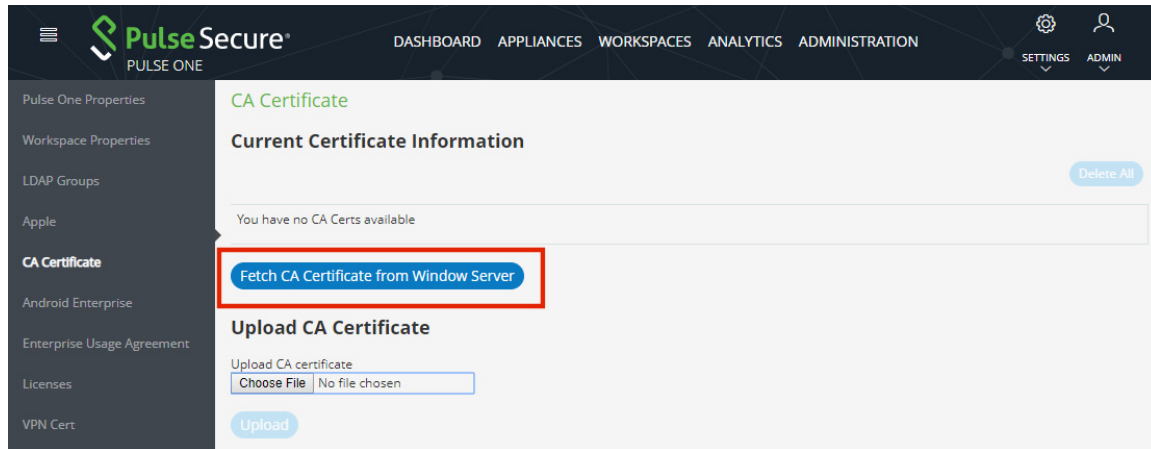 Pulse Secure®
PULSE ONE
DASHBOARD APPLIANCES WORKSPACES ANALYTICS ADMINISTRATION
SETTINGS ADMIN
Pulse One Properties
Workspace Properties
LDAP Groups
Apple
CA Certificate
Android Enterprise
Enterprise Usage Agreement
Licenses
VPN Cert
CA Certificate
Current Certificate Information
Delete All
You have no CA Certs available
Fetch CA Certificate from Window Server
Upload CA Certificate
Upload CA certificate
Choose File No file chosen
Upload